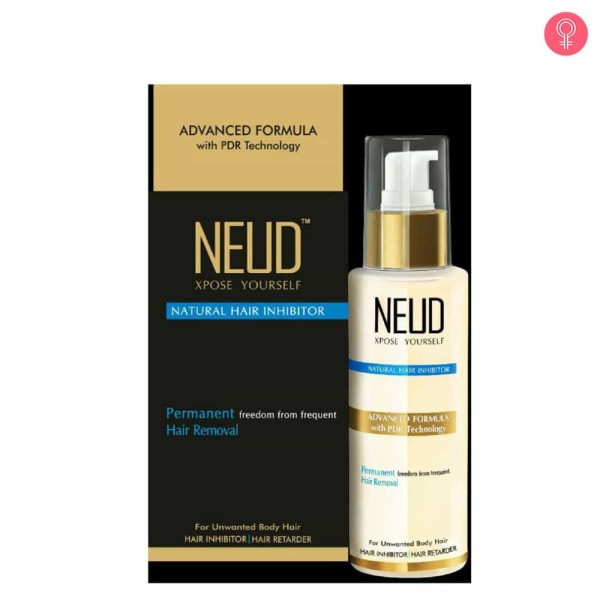 ADVANCED FORMULA
with PDR Technology
NEUD™
XPOSE YOURSELF
NATURAL HAIR INHIBITOR
Permanent freedom from frequent
Hair Removal
For Unwanted Body Hair
HAIR INHIBITOR | HAIR RETARDER
NEUD
XPOSE YOURSELF
NATURAL HAIR INHIBITOR
ADVANCED FORMULA
with PDR Technology
Permanent freedom from frequent
Hair Removal
For Unwanted Body Hair
HAIR INHIBITOR | HAIR RETARDER